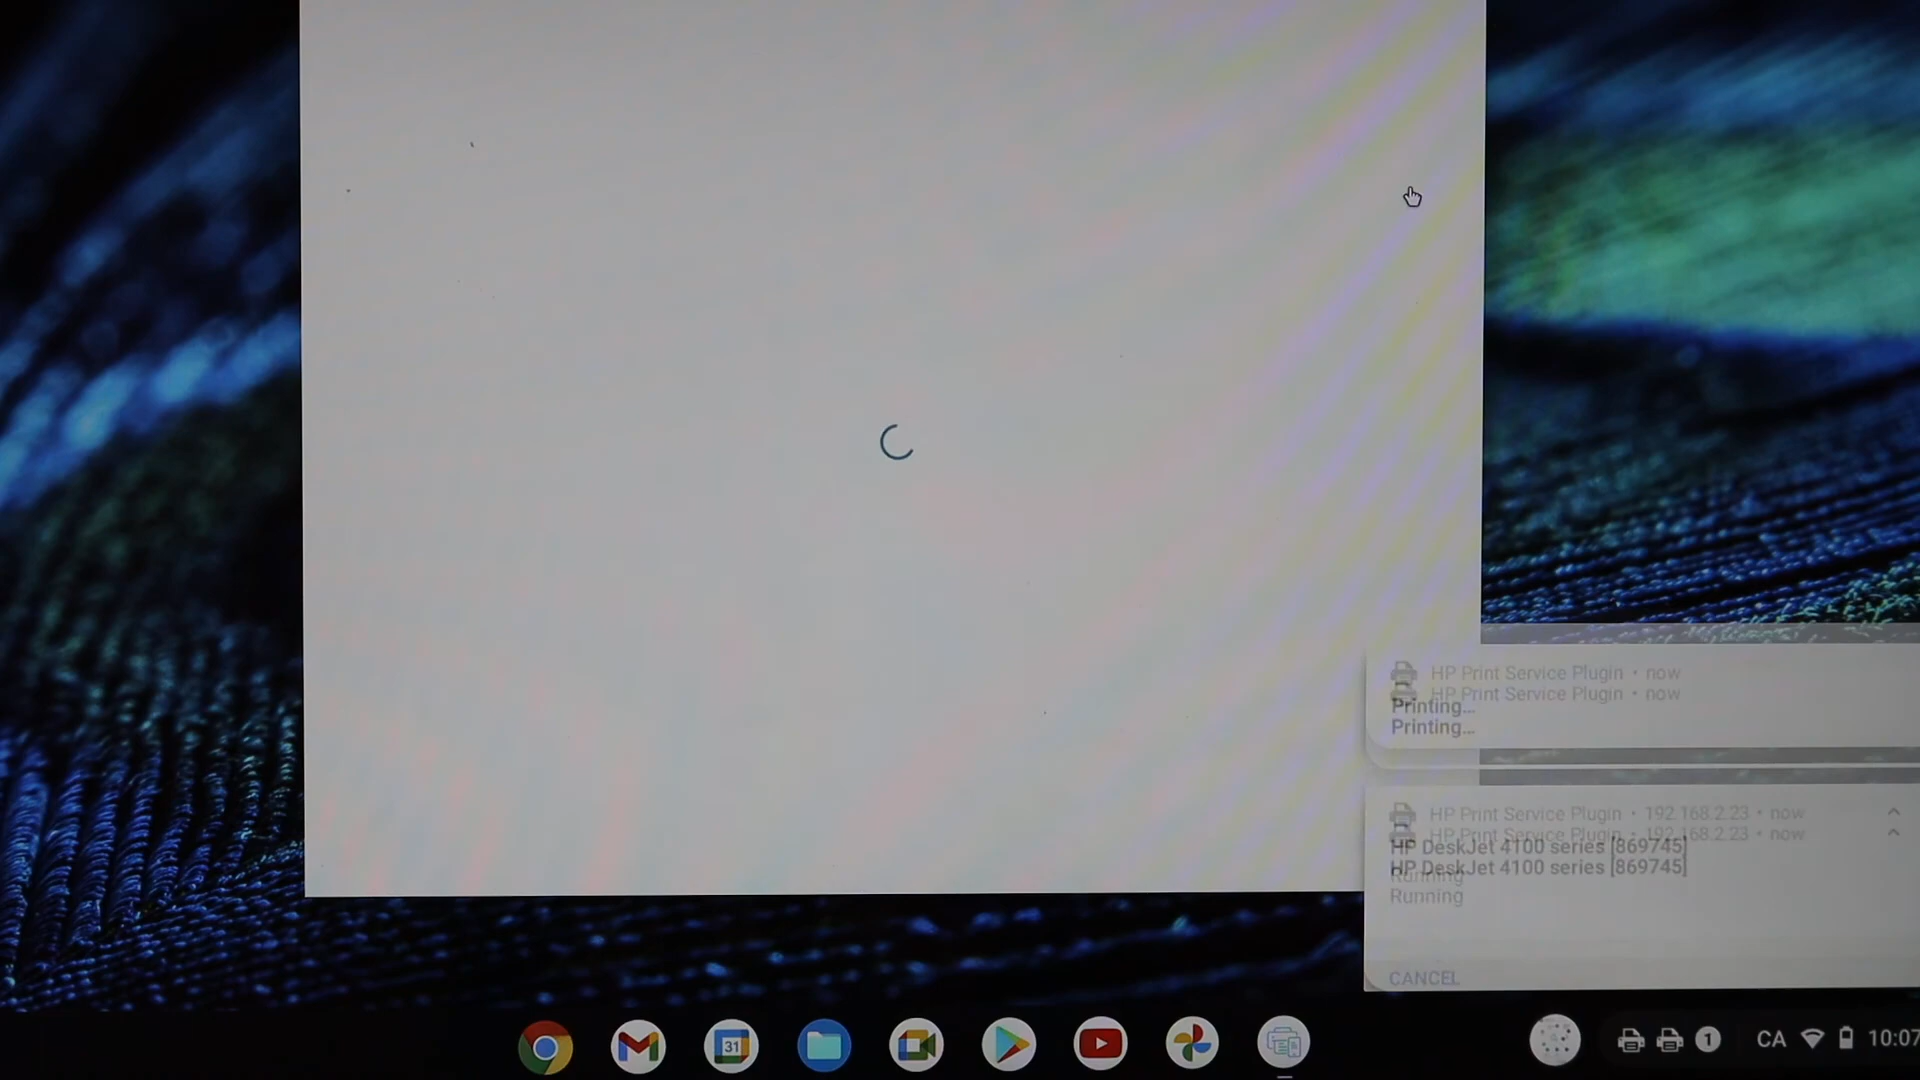 HP Print Service Plugin • now
HP Print Service Plugin • now
Printing...
Printing...
HP Print Service Plugin • 192.168.2.23 • now
HP Print Service Plugin • 192.168.2.23 • now
HP DeskJet 4100 series [869745]
HP DeskJet 4100 series [869745]
Running
Running
CANCEL
31
1
CA
10:07